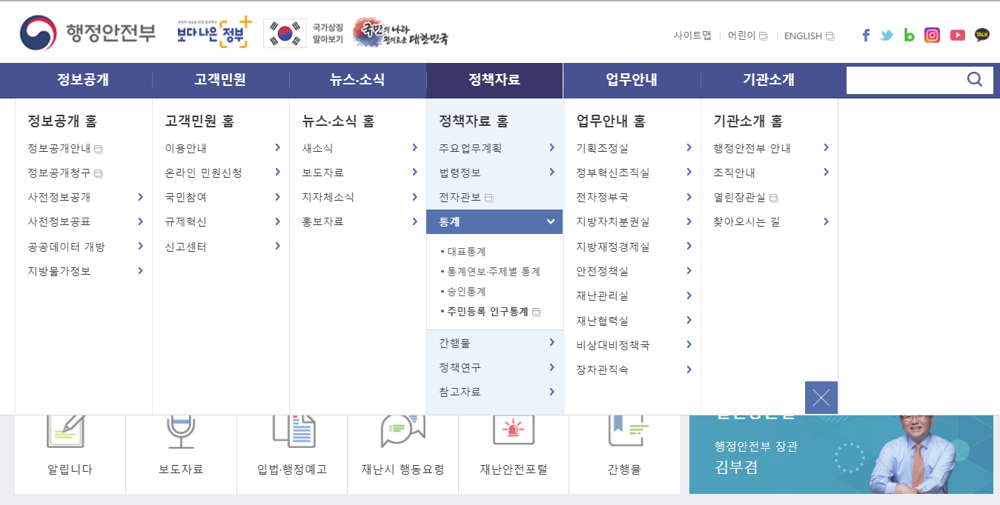 행정안전부
보다나은 정부
국가상징
알아보기
국민의 나라
정의로운 대한민국
사이트맵 어린이 ENGLISH
TALK
정보공개 고객민원 뉴스·소식 정책자료 업무안내 기관소개
정보공개 홈
정보공개안내
정보공개청구
사전정보공개
사전정보공표
공공데이터 개방
지방물가정보
고객민원 홈
이용안내
온라인 민원신청
국민참여
규제혁신
신고센터
뉴스·소식 홈
새소식
보도자료
지자체소식
홍보자료
정책자료 홈
주요업무계획
법령정보
전자관보
통계
대표통계
통계연보·주제별 통계
승인통계
주민등록 인구통계
간행물
정책연구
참고자료
업무안내 홈
기획조정실
정부혁신조직실
전자정부국
지방자치분권실
지방재정경제실
안전정책실
재난관리실
재난협력실
비상대비정책국
장차관직속
기관소개 홈
행정안전부 안내
조직안내
열린장관실
찾아오시는 길
알립니다
보도자료
입법·행정예고
재난시 행동요령
재난안전포털
간행물
행정안전부 장관
김부겸